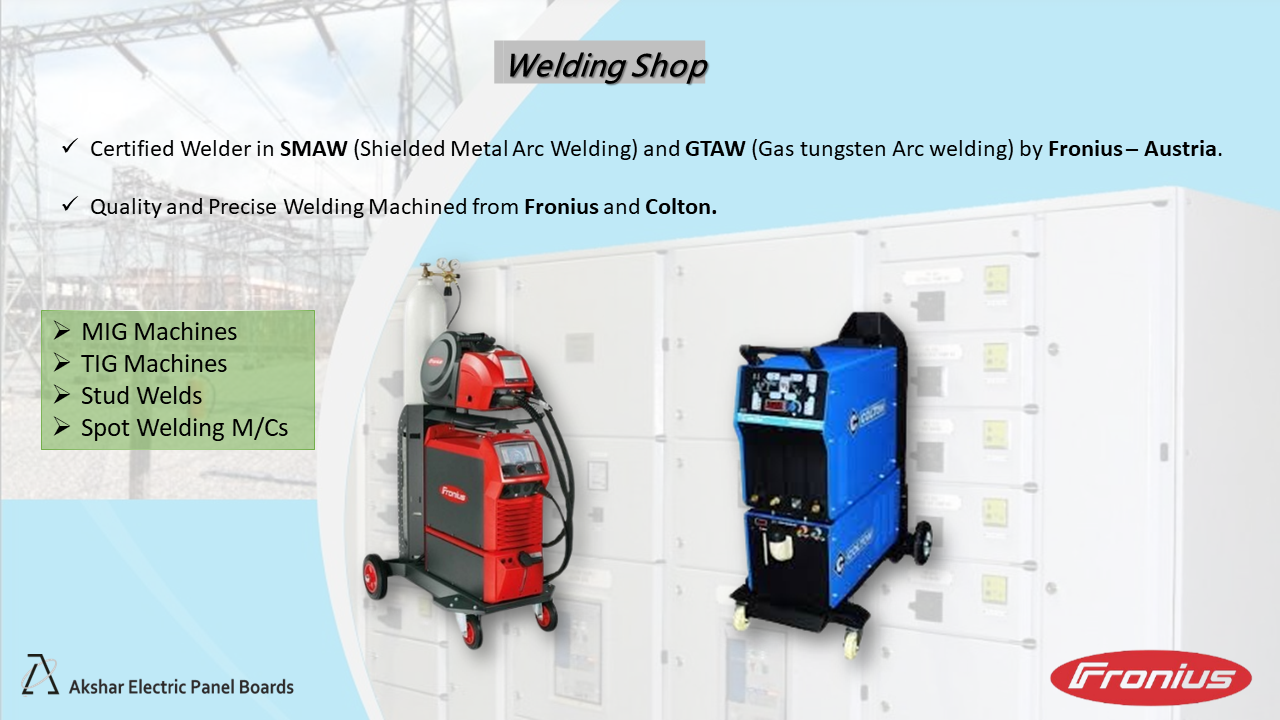 Welding Shop
✓ Certified Welder in SMAW (Shielded Metal Arc Welding) and GTAW (Gas tungsten Arc welding) by Fronius – Austria.
✓ Quality and Precise Welding Machined from Fronius and Colton.
➢ MIG Machines
➢ TIG Machines
➢ Stud Welds
➢ Spot Welding M/Cs
Fronius
COLTON
COLTON
Akshar Electric Panel Boards
Fronius